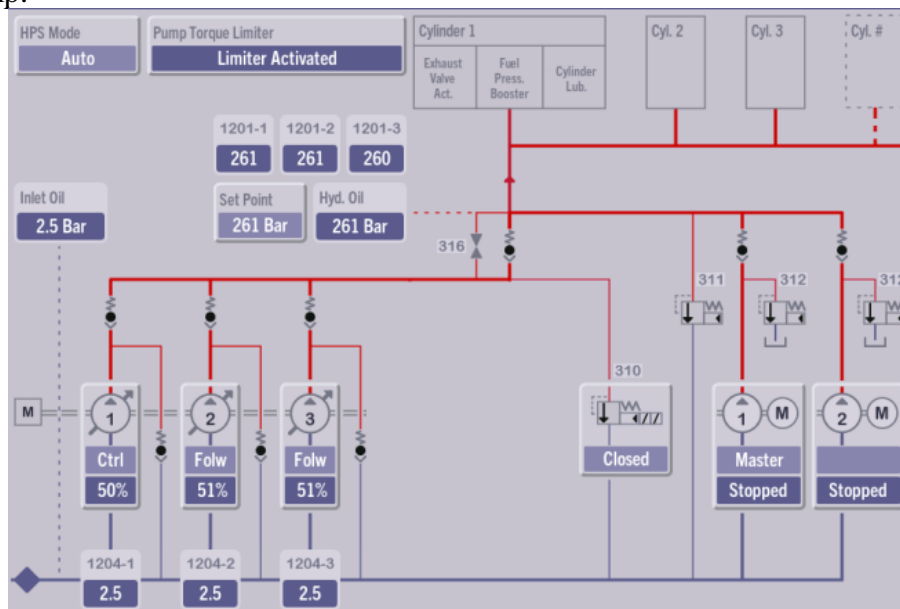 up.
HPS Mode
Auto
Pump Torque Limiter
Limiter Activated
Cylinder 1
Exhaust
Valve
Act.
Fuel
Press.
Booster
Cylinder
Lub.
Cyl. 2
Cyl. 3
Cyl. #
1201-1
1201-2
1201-3
261
261
260
Inlet Oil
2.5 Bar
Set Point
261 Bar
Hyd. Oil
261 Bar
316
311
312
312
310
M
1
2
3
Ctrl
50%
Folw
51%
Folw
51%
Closed
1
M
Master
Stopped
2
M
Stopped
1204-1
2.5
1204-2
2.5
1204-3
2.5